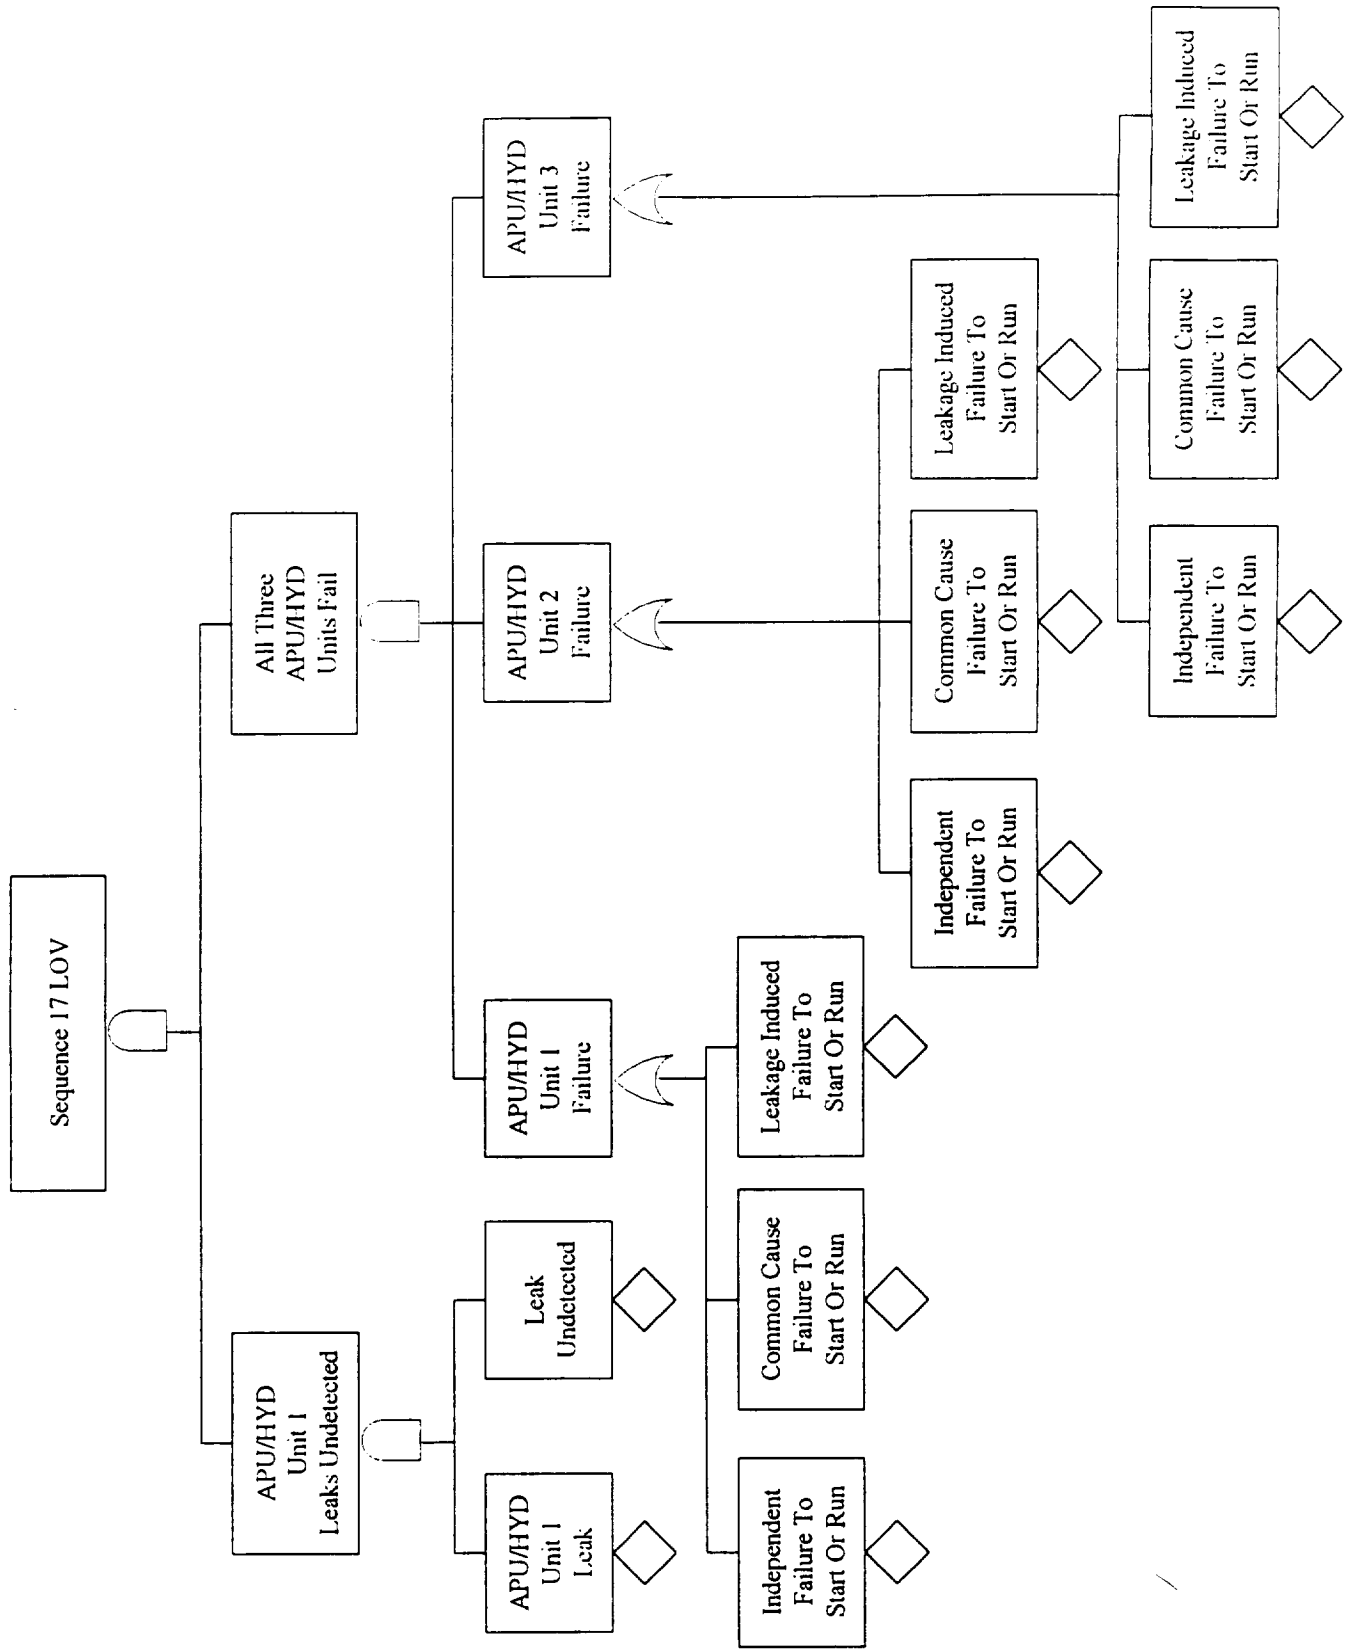 Sequence 17 LOV
APU/HYD
Unit 1
Leaks Undetected
All Three
APU/HYD
Units Fail
APU/HYD
Unit 1
Leak
Leak
Undetected
APU/HYD
Unit 1
Failure
APU/HYD
Unit 2
Failure
APU/HYD
Unit 3
Failure
Independent
Failure To
Start Or Run
Common Cause
Failure To
Start Or Run
Leakage Induced
Failure To
Start Or Run
Independent
Failure To
Start Or Run
Common Cause
Failure To
Start Or Run
Leakage Induced
Failure To
Start Or Run
Independent
Failure To
Start Or Run
Common Cause
Failure To
Start Or Run
Leakage Induced
Failure To
Start Or Run